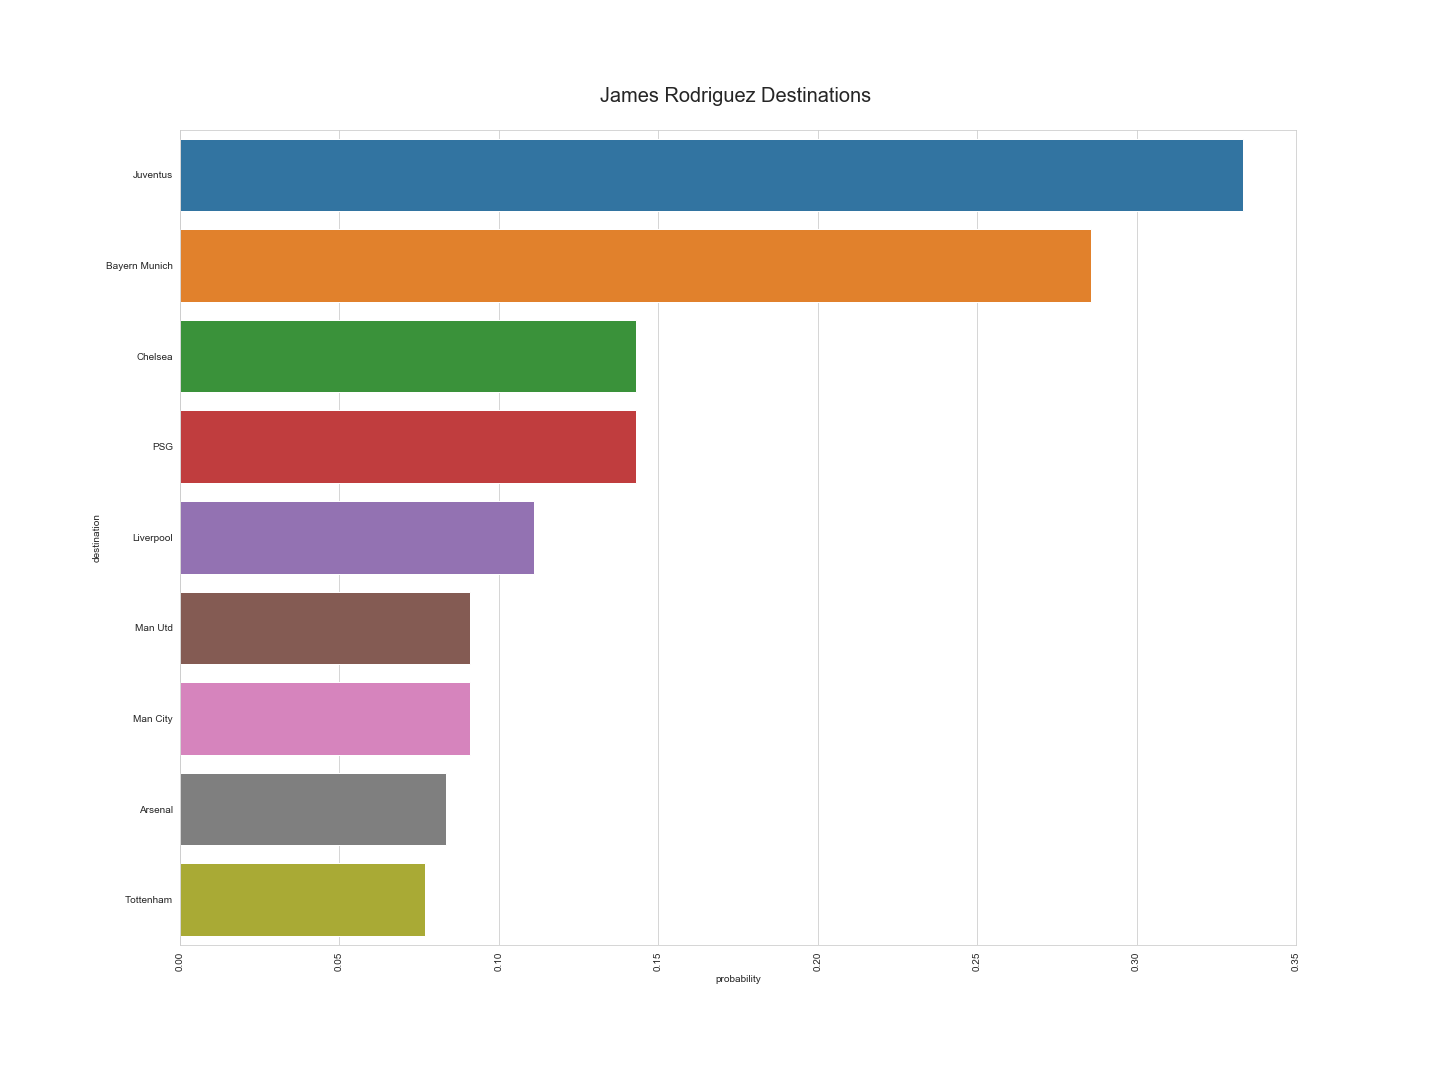 James Rodriguez Destinations
Juventus
Bayern Munich
Chelsea
PSG
Liverpool
destination
Man Utd
Man City
Arsenal
Tottenham
0.00
0.05
0.10
0.15
0.20
0.25
0.30
0.35
probability